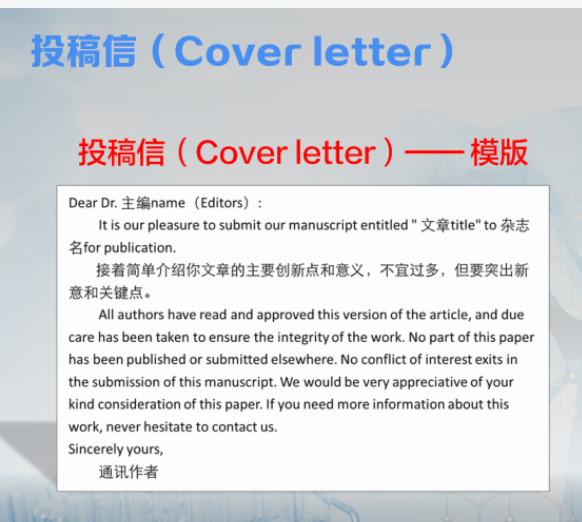 投稿信（Cover letter）
投稿信（Cover letter）—— 模版
Dear Dr. 主编name（Editors）:
It is our pleasure to submit our manuscript entitled " 文章title" to 杂志
名for publication.
接着简单介绍你文章的主要创新点和意义，不宜过多，但要突出新
意和关键点。
All authors have read and approved this version of the article, and due
care has been taken to ensure the integrity of the work. No part of this paper
has been published or submitted elsewhere. No conflict of interest exits in
the submission of this manuscript. We would be very appreciative of your
kind consideration of this paper. If you need more information about this
work, never hesitate to contact us.
Sincerely yours,
通讯作者